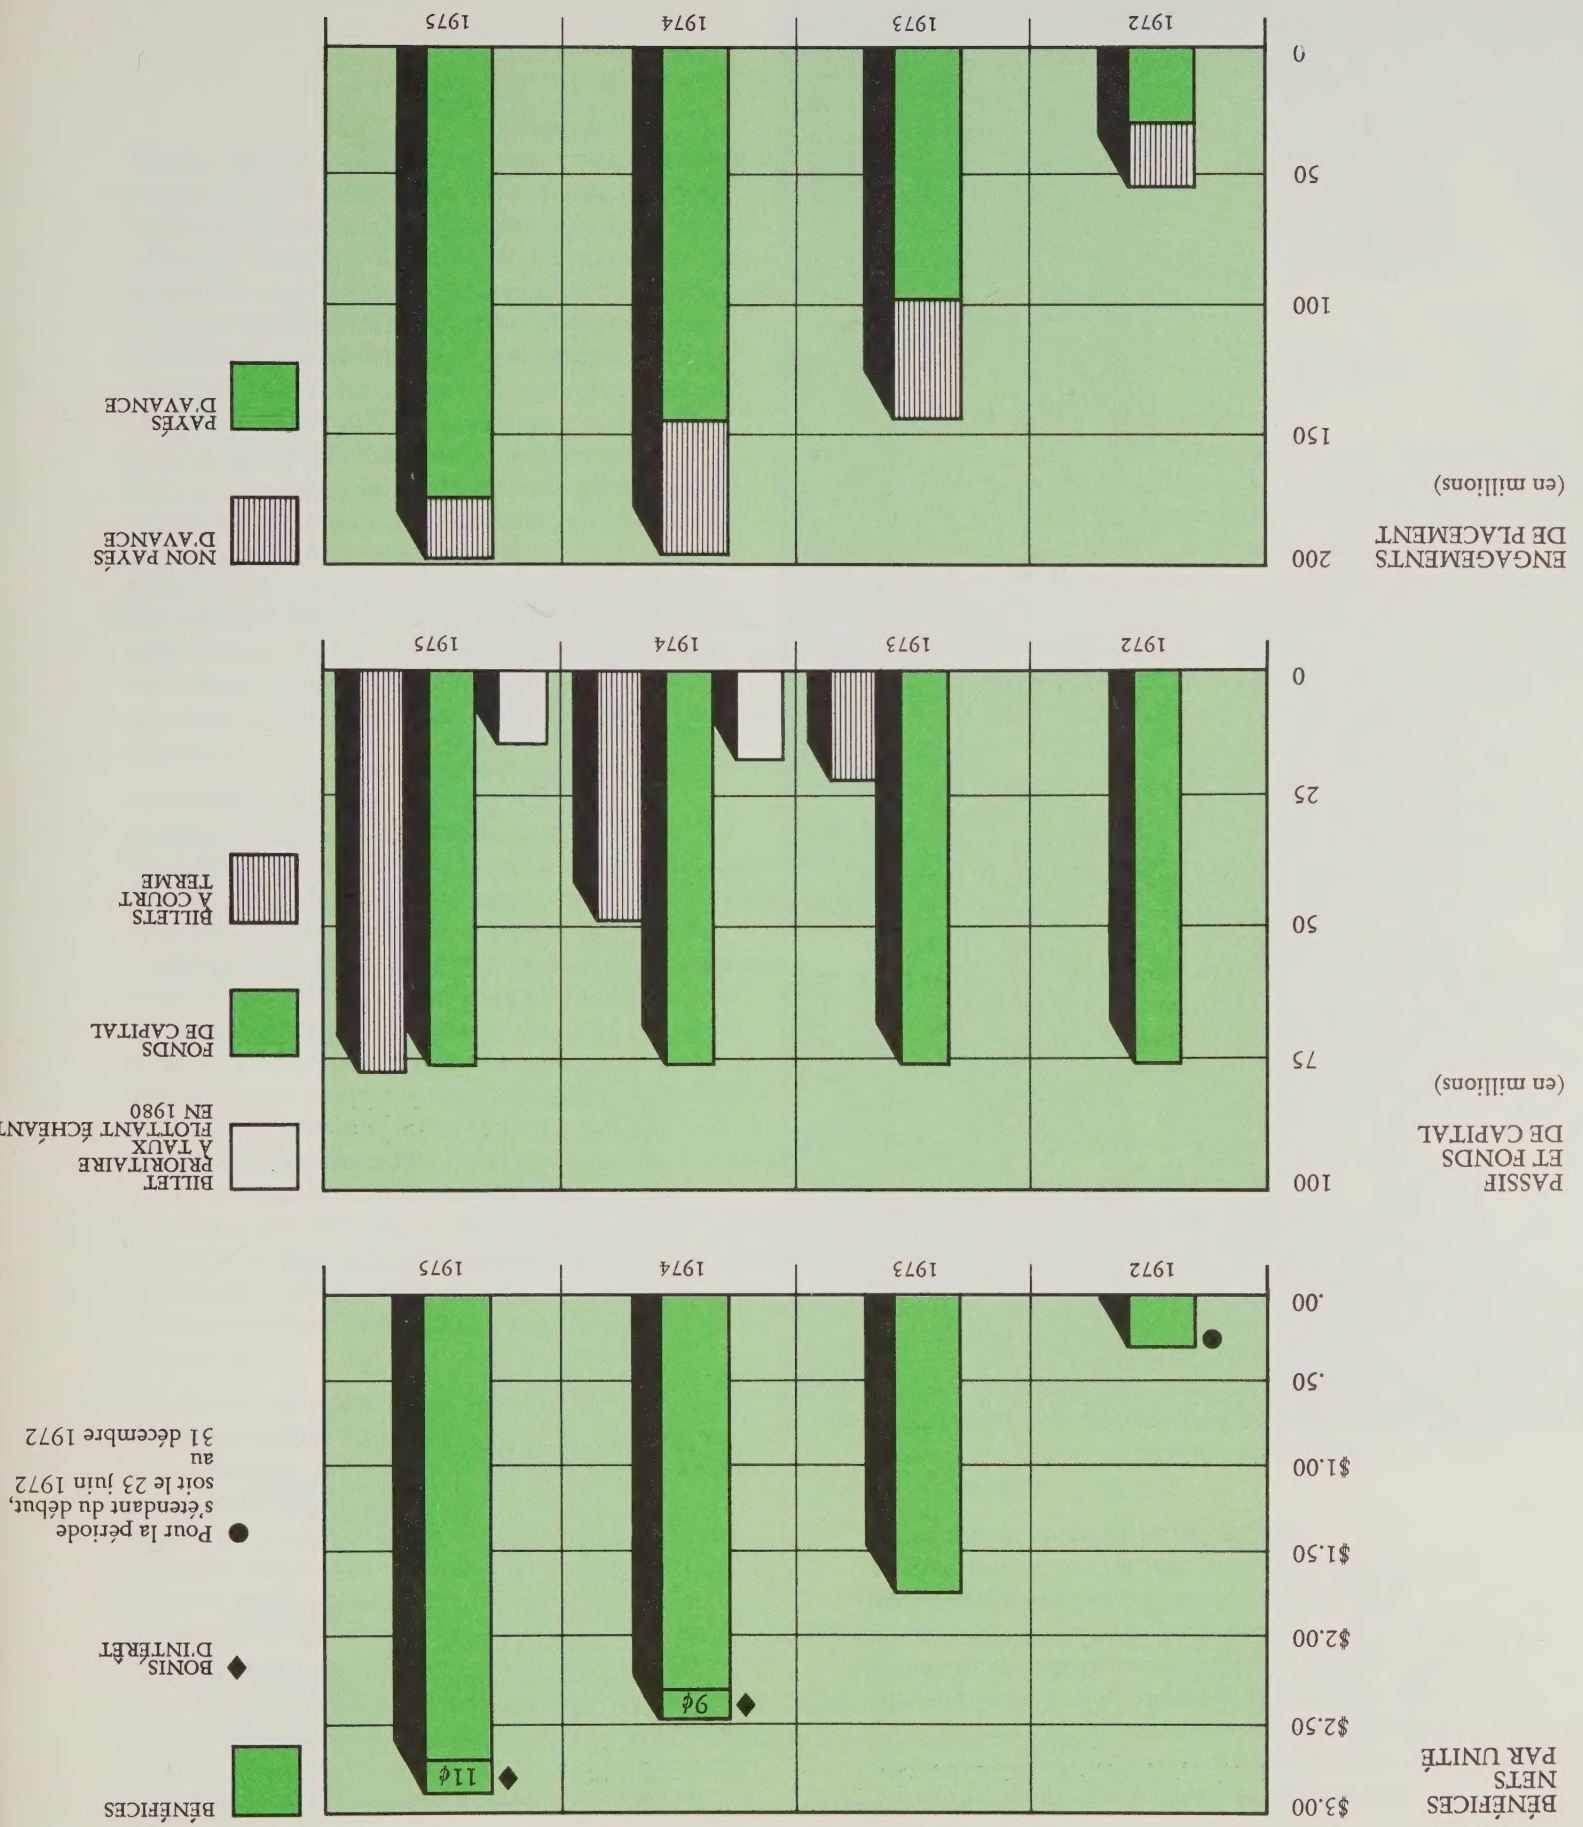 BÉNÉFICES
NETS
PAR UNITÉ
$3.00
$2.50
$2.00
$1.50
$1.00
.50
.00
9¢
11¢
1972
1973
1974
1975
BÉNÉFICES
BONIS
D'INTÉRÊT
Pour la période
s'étendant du début,
soit le 23 juin 1972
au
31 décembre 1972
PASSIF
ET FONDS
DE CAPITAL
(en millions)
100
75
50
25
0
1972
1973
1974
1975
BILLET
PRIORITAIRE
À TAUX
FLOTTANT ÉCHÉANT
EN 1980
FONDS
DE CAPITAL
BILLETS
À COURT
TERME
ENGAGEMENTS
DE PLACEMENT
(en millions)
200
150
100
50
0
1972
1973
1974
1975
NON PAYÉS
D'AVANCE
PAYÉS
D'AVANCE